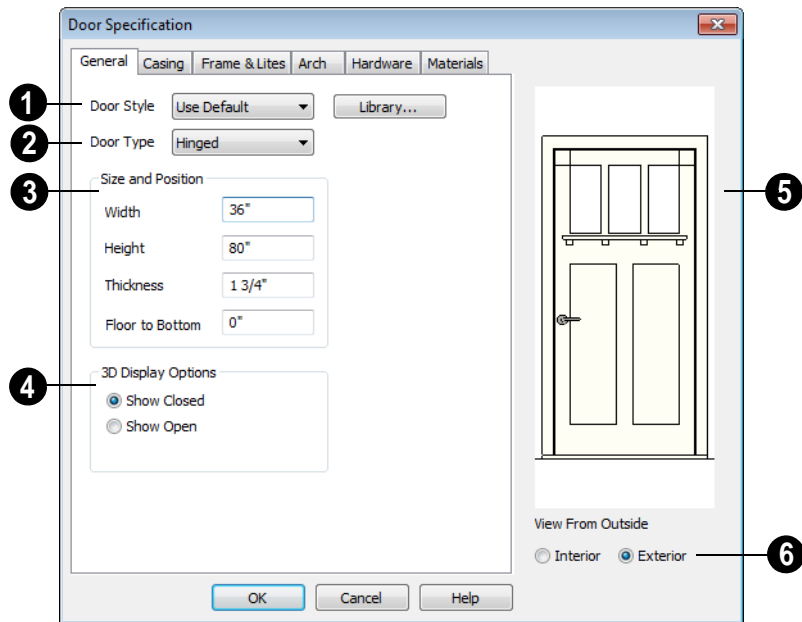 Door Specification
General Casing Frame & Lites Arch Hardware Materials
1 Door Style Use Default Library...
2 Door Type Hinged
3 Size and Position
Width 36"
Height 80"
Thickness 1 3/4"
Floor to Bottom 0"
4 3D Display Options
Show Closed
Show Open
5
View From Outside
Interior Exterior 6
OK Cancel Help